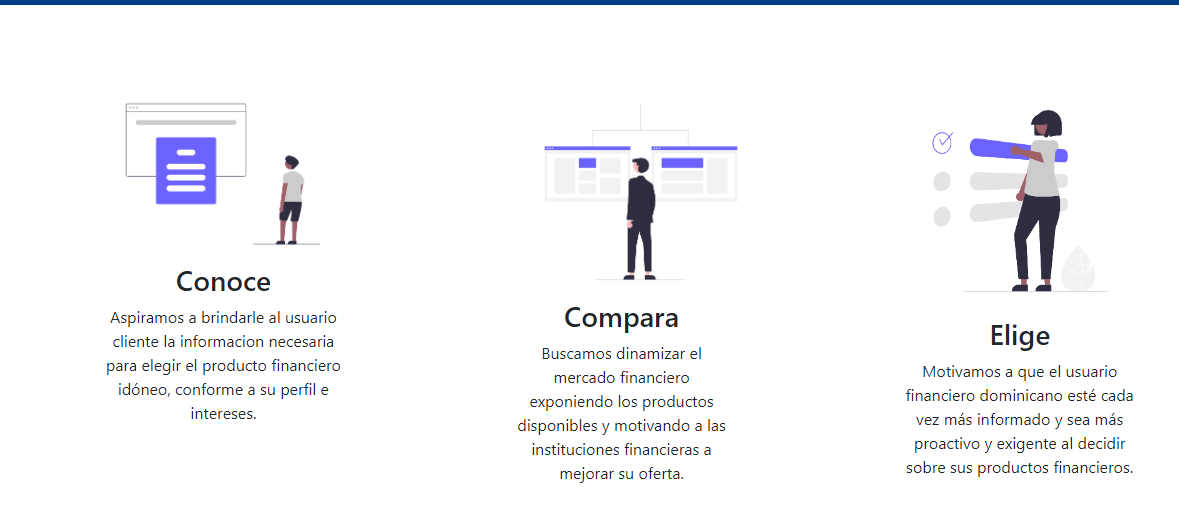 Conoce
Aspiramos a brindarle al usuario
cliente la informacion necesaria
para elegir el producto financiero
idóneo, conforme a su perfil e
intereses.
Compara
Buscamos dinamizar el
mercado financiero
exponiendo los productos
disponibles y motivando a las
instituciones financieras a
mejorar su oferta.
Elige
Motivamos a que el usuario
financiero dominicano esté cada
vez más informado y sea más
proactivo y exigente al decidir
sobre sus productos financieros.